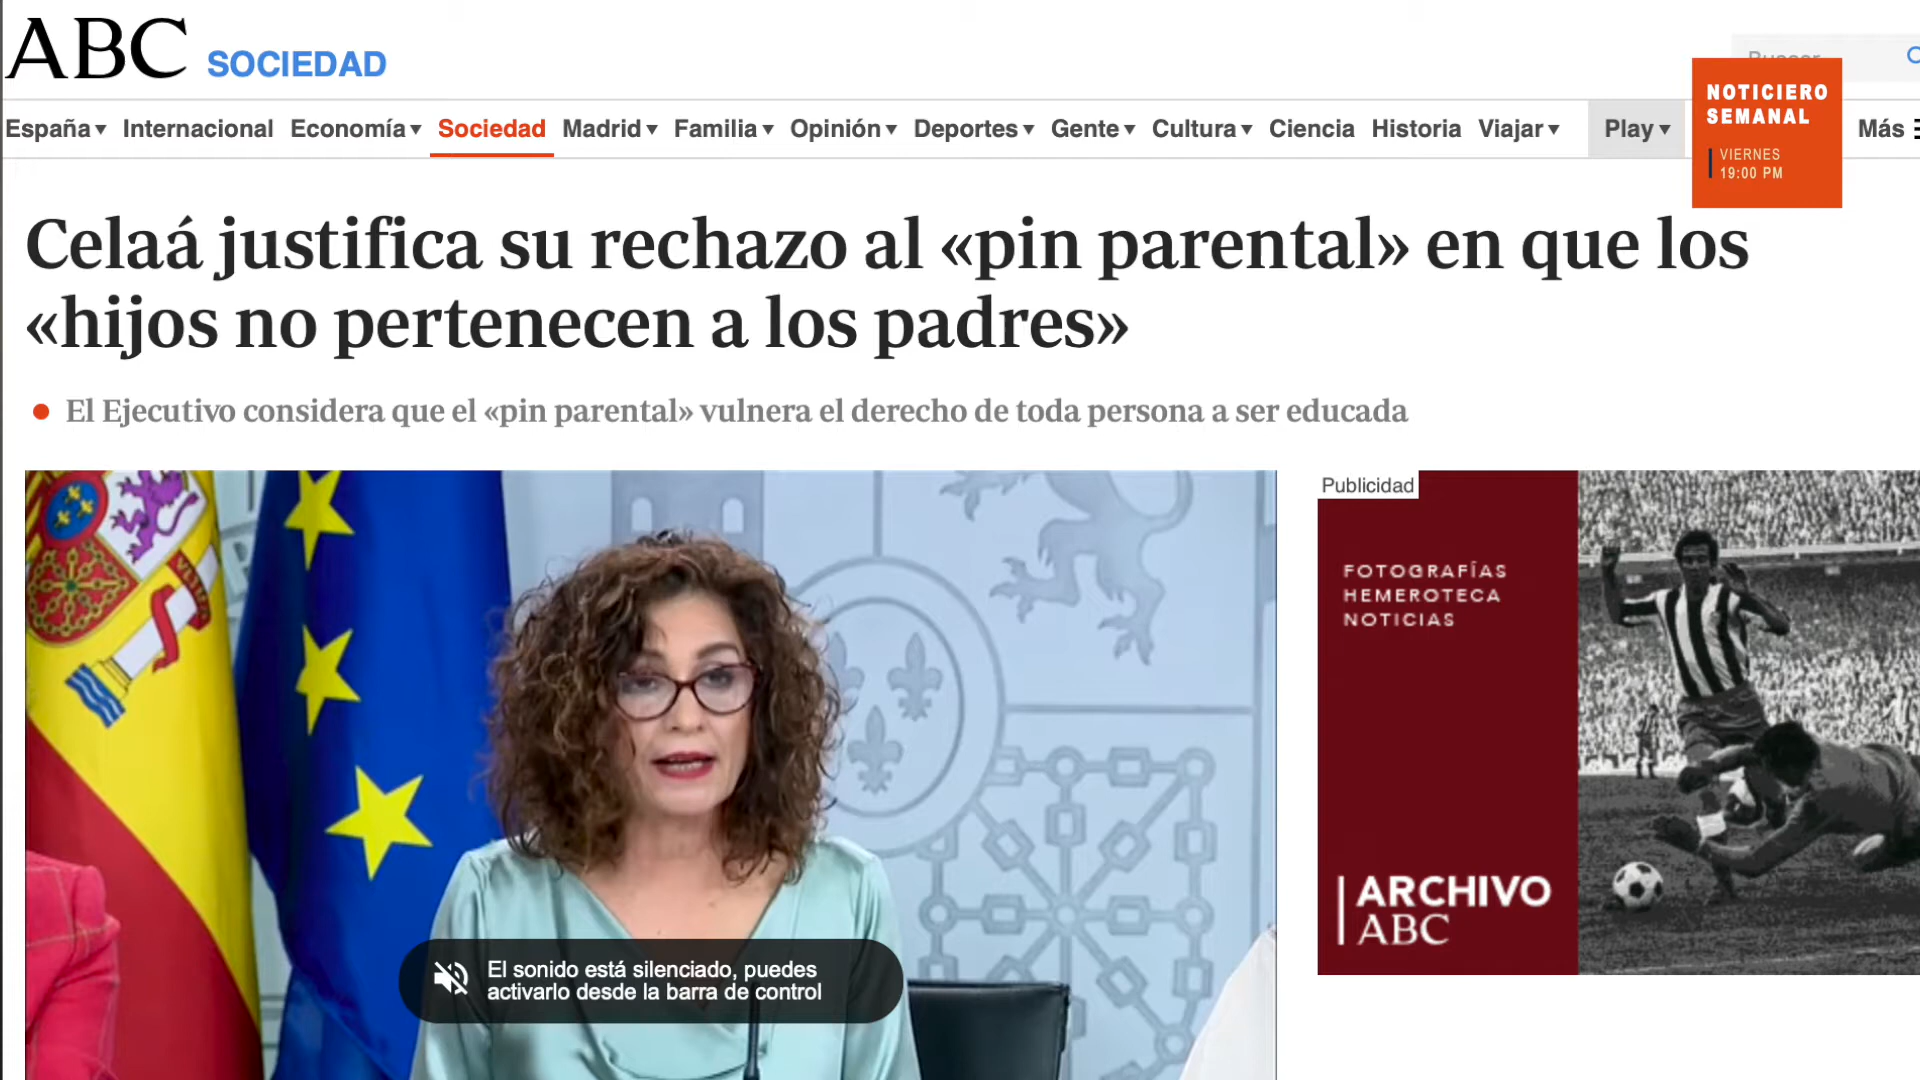 ABC SOCIEDAD
Buscar
España Internacional Economía Sociedad Madrid Familia Opinión Deportes Gente Cultura Ciencia Historia Viajar Play Más
NOTICIERO
SEMANAL
VIERNES
19:00 PM
Celaá justifica su rechazo al «pin parental» en que los
«hijos no pertenecen a los padres»
El Ejecutivo considera que el «pin parental» vulnera el derecho de toda persona a ser educada
Publicidad
FOTOGRAFÍAS
HEMEROTECA
NOTICIAS
ARCHIVO
ABC
El sonido está silenciado, puedes
activarlo desde la barra de control